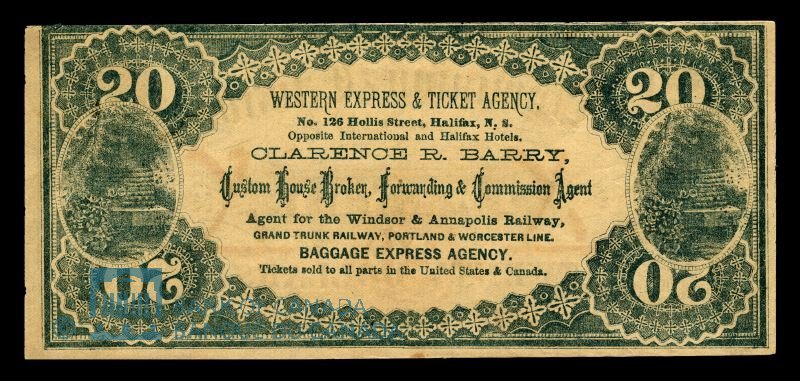 20 20
WESTERN EXPRESS & TICKET AGENCY,
No. 126 Hollis Street, Halifax, N. S.
Opposite International and Halifax Hotels.
CLARENCE R. BARRY,
Custom House Broker, Forwarding & Commission Agent
Agent for the Windsor & Annapolis Railway,
GRAND TRUNK RAILWAY, PORTLAND & WORCESTER LINE.
BAGGAGE EXPRESS AGENCY.
Tickets sold to all parts in the United States & Canada.
20 20
CANADA